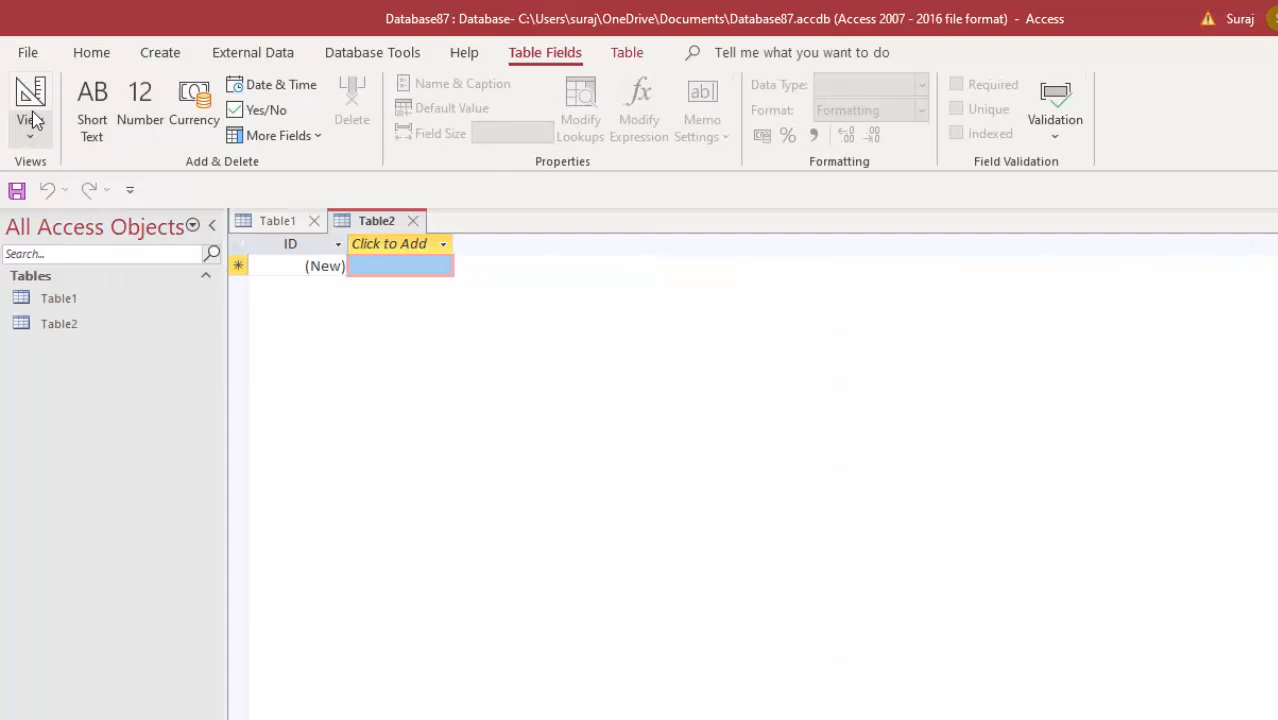 Database87 : Database- C:\Users\suraj\OneDrive\Documents\Database87.accdb (Access 2007 - 2016 file format) - Access
Suraj
File Home Create External Data Database Tools Help Table Fields Table Tell me what you want to do
View
Views
AB
Short Text
12
Number
Currency
Date & Time
Yes/No
More Fields
Delete
Add & Delete
Name & Caption
Default Value
Field Size
Modify Lookups
fx
Modify Expression
ab
Memo Settings
Properties
Data Type:
Format: Formatting
%
Formatting
Required
Unique
Indexed
Validation
Field Validation
All Access Objects
Search...
Tables
Table1
Table2
Table1 Table2
ID Click to Add
(New)